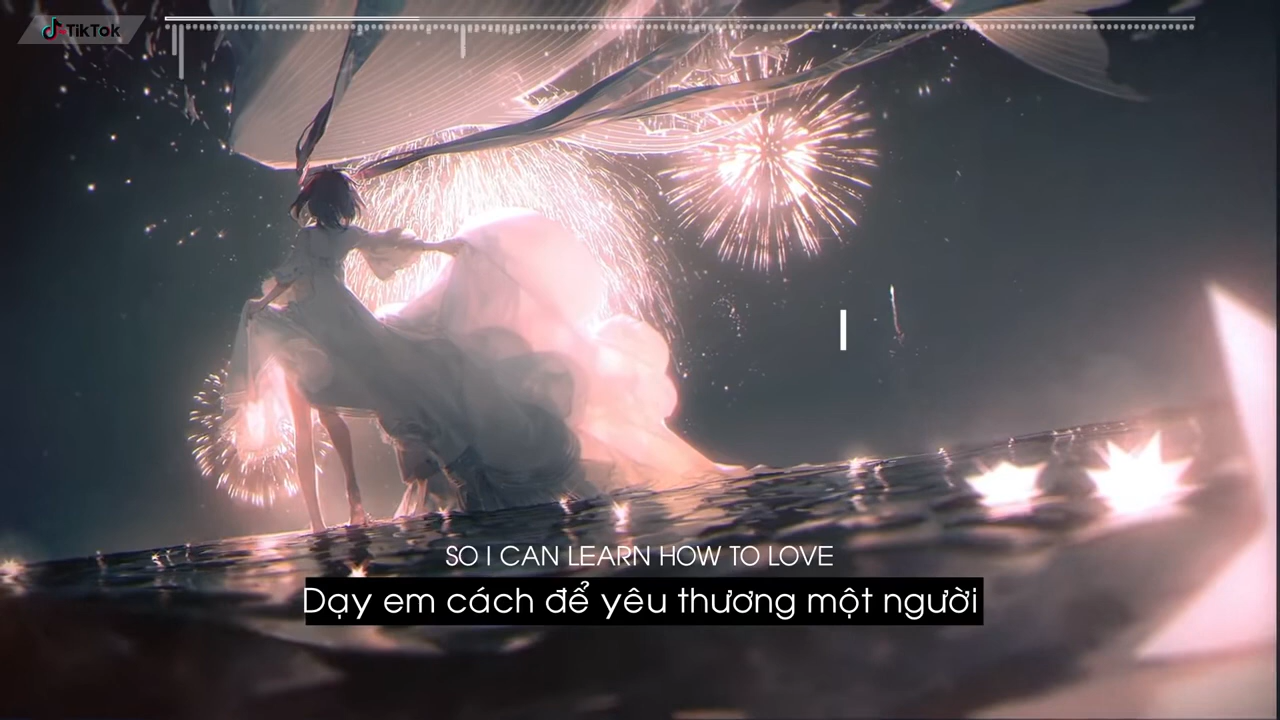 TikTok
SO I CAN LEARN HOW TO LOVE
Dạy em cách để yêu thương một người